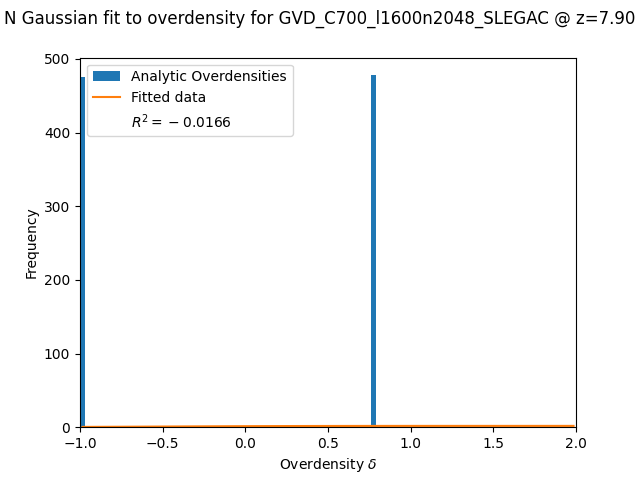 N Gaussian fit to overdensity for GVD_C700_l1600n2048_SLEGAC @ z=7.90
500
400
300
200
100
0
Frequency
Analytic Overdensities
Fitted data
R² = −0.0166
−1.0 −0.5 0.0 0.5 1.0 1.5 2.0
Overdensity δ